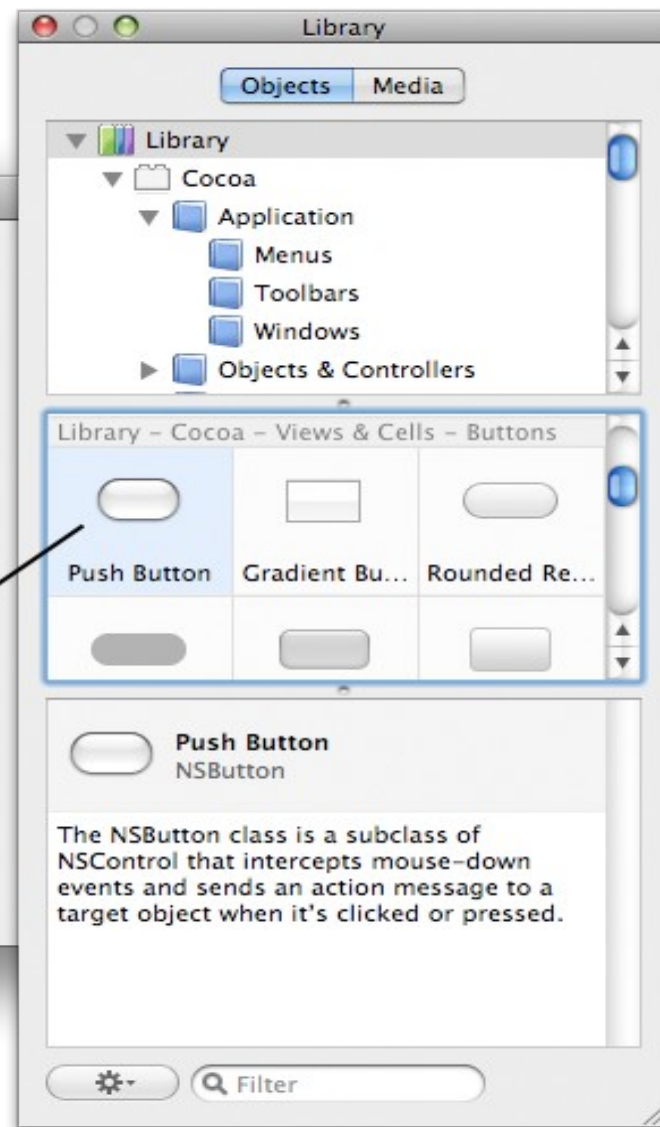 Library
Objects Media
Library
Cocoa
Application
Menus
Toolbars
Windows
Objects & Controllers
Library – Cocoa – Views & Cells – Buttons
Push Button Gradient Bu... Rounded Re...
Push Button
NSButton
The NSButton class is a subclass of
NSControl that intercepts mouse-down
events and sends an action message to a
target object when it's clicked or pressed.
Filter